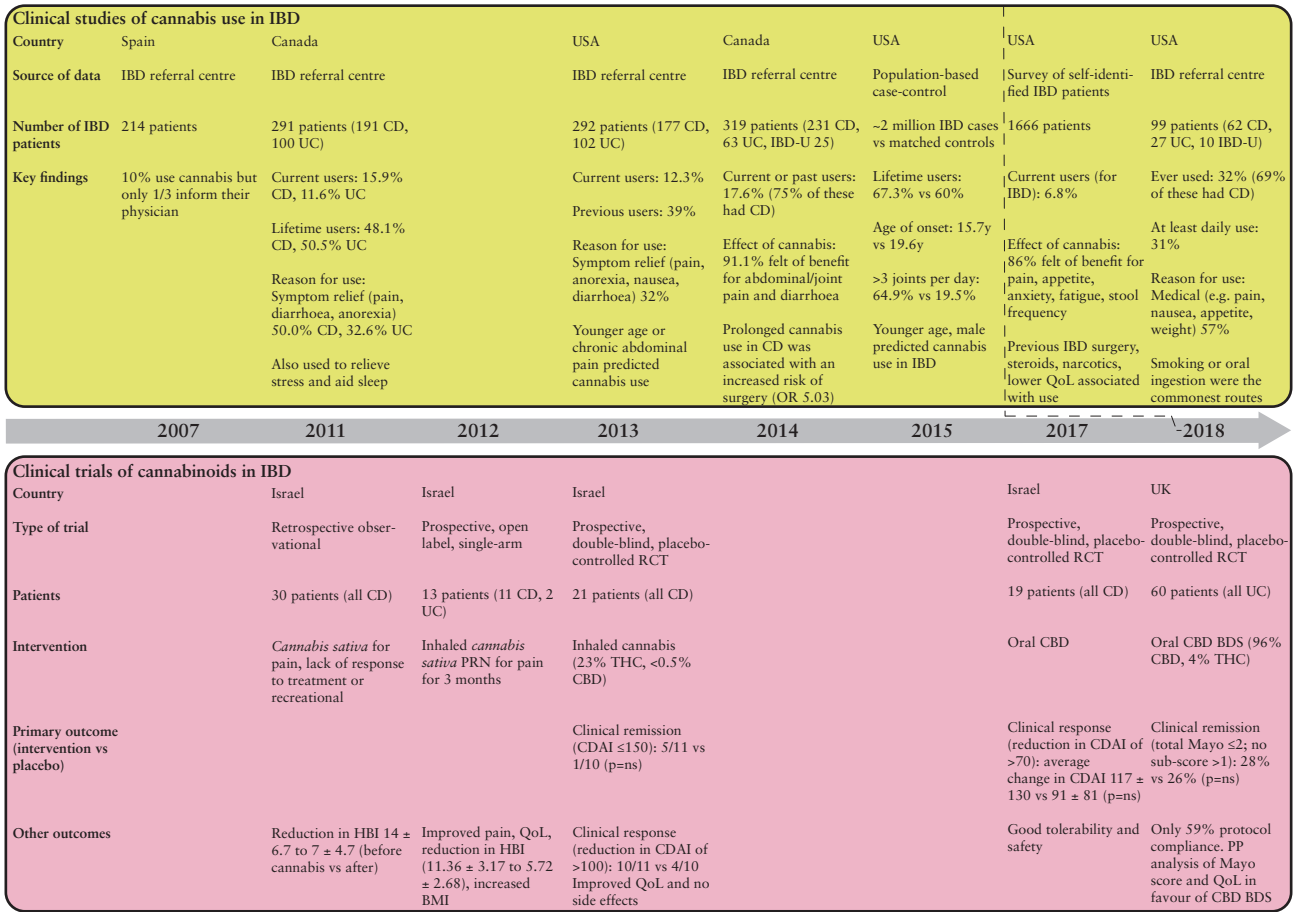 Clinical studies of cannabis use in IBD
Country
Spain
Canada
USA
Canada
USA
USA
USA
Source of data
IBD referral centre
IBD referral centre
IBD referral centre
IBD referral centre
Population-based
case-control
Survey of self-identi-
fied IBD patients
IBD referral centre
Number of IBD
patients
214 patients
291 patients (191 CD,
100 UC)
292 patients (177 CD,
102 UC)
319 patients (231 CD,
63 UC, IBD-U 25)
~2 million IBD cases
vs matched controls
1666 patients
99 patients (62 CD,
27 UC, 10 IBD-U)
Key findings
10% use cannabis but
only 1/3 inform their
physician
Current users: 15.9%
CD, 11.6% UC
Lifetime users: 48.1%
CD, 50.5% UC
Reason for use:
Symptom relief (pain,
diarrhoea, anorexia)
50.0% CD, 32.6% UC
Also used to relieve
stress and aid sleep
Current users: 12.3%
Previous users: 39%
Reason for use:
Symptom relief (pain,
anorexia, nausea,
diarrhoea) 32%
Younger age or
chronic abdominal
pain predicted
cannabis use
Current or past users:
17.6% (75% of these
had CD)
Effect of cannabis:
91.1% felt of benefit
for abdominal/joint
pain and diarrhoea
Prolonged cannabis
use in CD was
associated with an
increased risk of
surgery (OR 5.03)
Lifetime users:
67.3% vs 60%
Age of onset: 15.7y
vs 19.6y
>3 joints per day:
64.9% vs 19.5%
Younger age, male
predicted cannabis
use in IBD
Current users (for
IBD): 6.8%
Effect of cannabis:
86% felt of benefit for
pain, appetite,
anxiety, fatigue, stool
frequency
Previous IBD surgery,
steroids, narcotics,
lower QoL associated
with use
Ever used: 32% (69%
of these had CD)
At least daily use:
31%
Reason for use:
Medical (e.g. pain,
nausea, appetite,
weight) 57%
Smoking or oral
ingestion were the
commonest routes
2007
2011
2012
2013
2014
2015
2017
2018
Clinical trials of cannabinoids in IBD
Country
Israel
Israel
Israel
Israel
UK
Type of trial
Retrospective obser-
vational
Prospective, open
label, single-arm
Prospective,
double-blind, placebo-
controlled RCT
Prospective,
double-blind, placebo-
controlled RCT
Prospective,
double-blind, placebo-
controlled RCT
Patients
30 patients (all CD)
13 patients (11 CD, 2
UC)
21 patients (all CD)
19 patients (all CD)
60 patients (all UC)
Intervention
Cannabis sativa for
pain, lack of response
to treatment or
recreational
Inhaled cannabis
sativa PRN for pain
for 3 months
Inhaled cannabis
(23% THC, <0.5%
CBD)
Oral CBD
Oral CBD BDS (96%
CBD, 4% THC)
Primary outcome
(intervention vs
placebo)
Clinical remission
(CDAI ≤150): 5/11 vs
1/10 (p=ns)
Clinical response
(reduction in CDAI of
>70): average
change in CDAI 117 ±
130 vs 91 ± 81 (p=ns)
Clinical remission
(total Mayo ≤2; no
sub-score >1): 28%
vs 26% (p=ns)
Other outcomes
Reduction in HBI 14 ±
6.7 to 7 ± 4.7 (before
cannabis vs after)
Improved pain, QoL,
reduction in HBI
(11.36 ± 3.17 to 5.72
± 2.68), increased
BMI
Clinical response
(reduction in CDAI of
>100): 10/11 vs 4/10
Improved QoL and no
side effects
Good tolerability and
safety
Only 59% protocol
compliance. PP
analysis of Mayo
score and QoL in
favour of CBD BDS